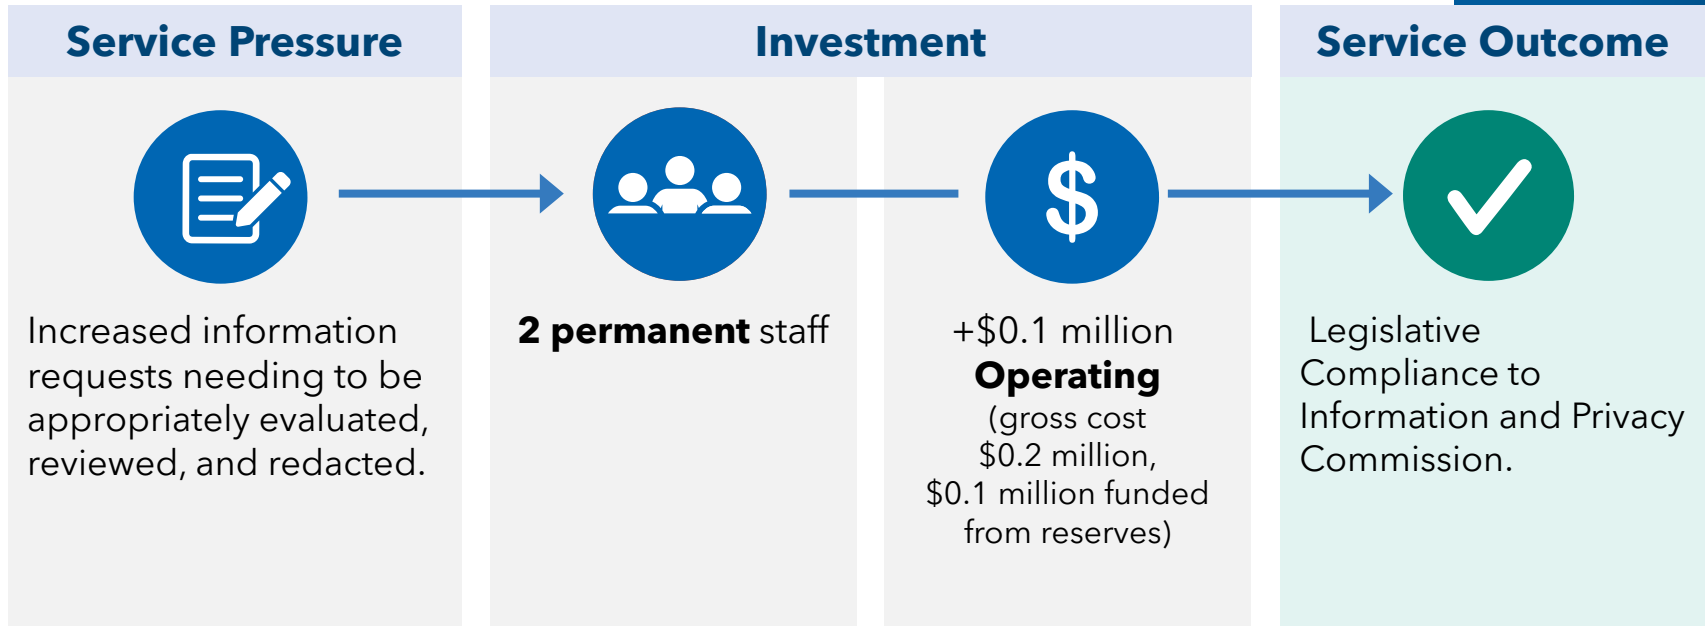 Service Pressure
Investment
Service Outcome
Increased information
requests needing to be
appropriately evaluated,
reviewed, and redacted.
2 permanent staff
+$0.1 million
Operating
(gross cost
$0.2 million,
$0.1 million funded
from reserves)
Legislative
Compliance to
Information and Privacy
Commission.